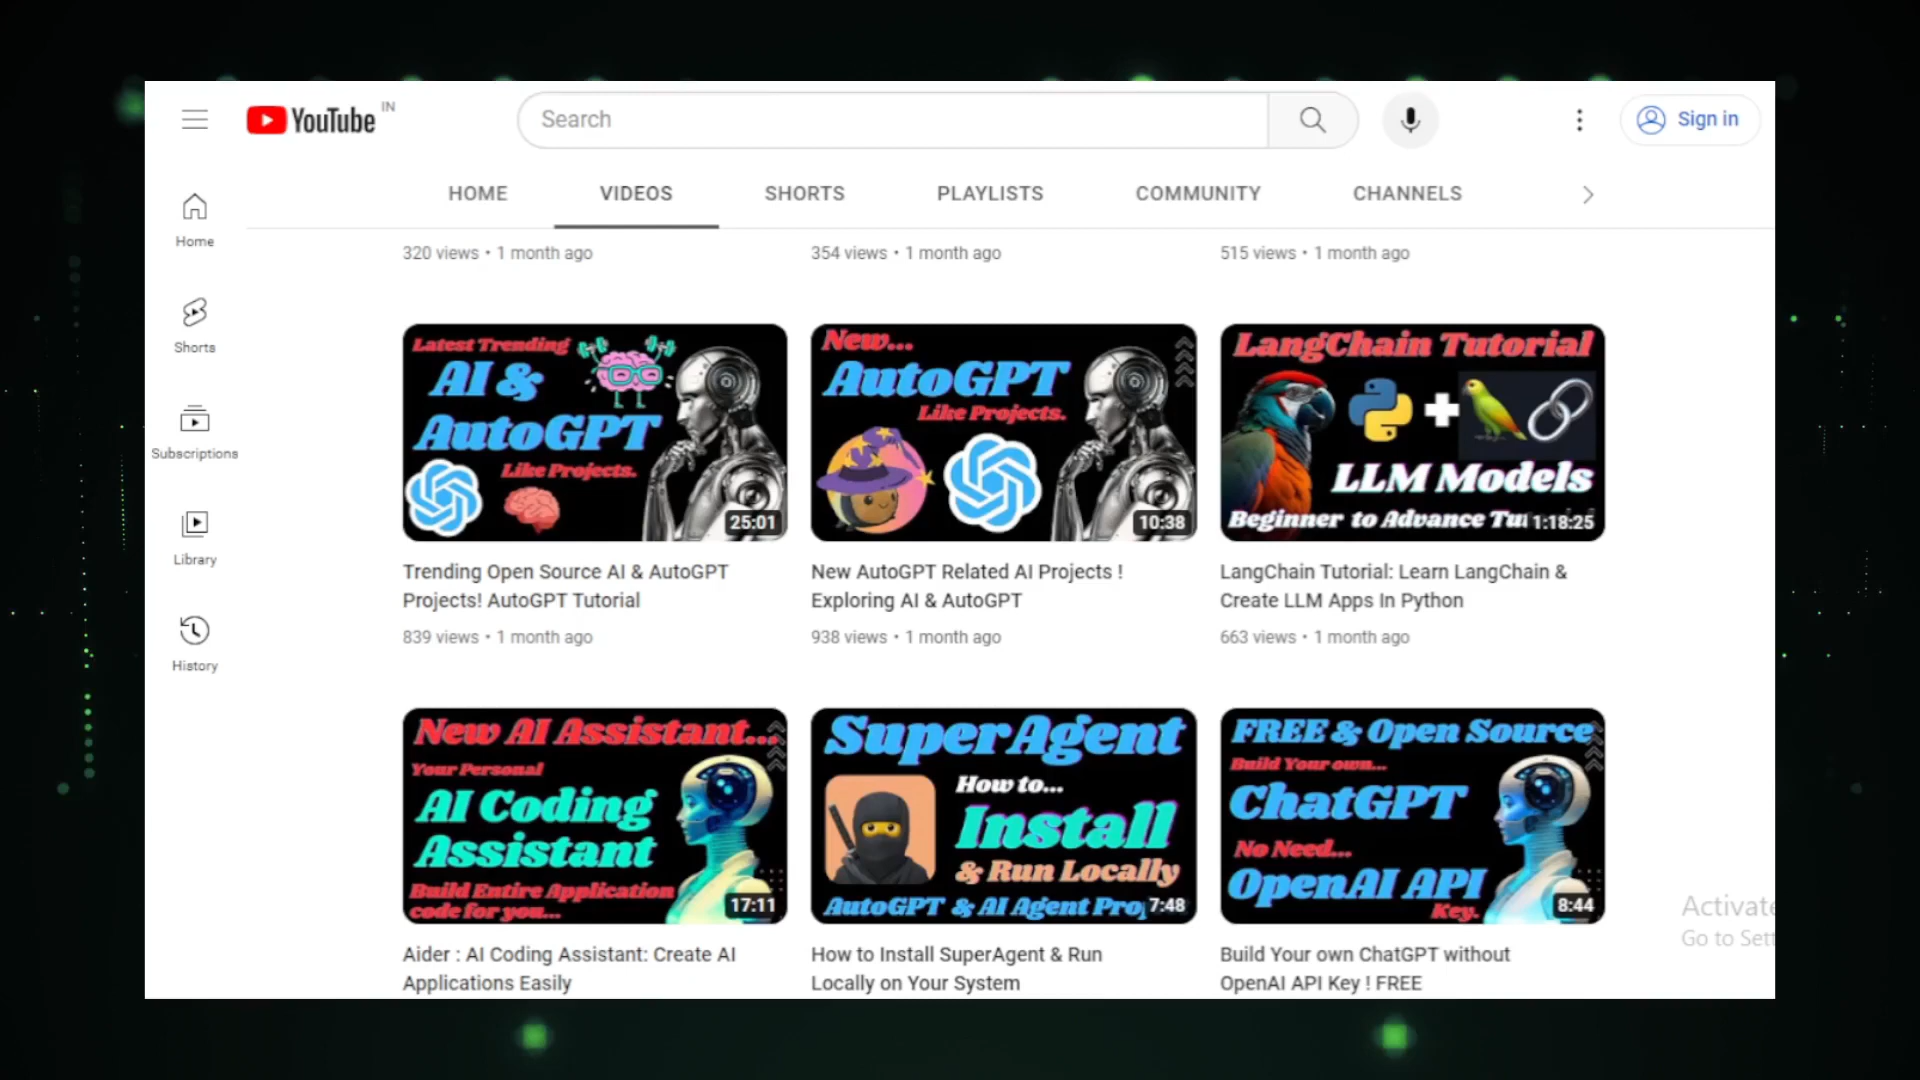 YouTube IN
Search
Sign in
HOME VIDEOS SHORTS PLAYLISTS COMMUNITY CHANNELS
Home
Shorts
Subscriptions
Library
History
320 views • 1 month ago
354 views • 1 month ago
515 views • 1 month ago
Latest Trending
AI &
AutoGPT
Like Projects.
25:01
Trending Open Source AI & AutoGPT
Projects! AutoGPT Tutorial
839 views • 1 month ago
New...
AutoGPT
Like Projects.
10:38
New AutoGPT Related AI Projects !
Exploring AI & AutoGPT
938 views • 1 month ago
LangChain Tutorial
LLM Models
Beginner to Advance Tu
1:18:25
LangChain Tutorial: Learn LangChain &
Create LLM Apps In Python
663 views • 1 month ago
New AI Assistant...
Your Personal
AI Coding
Assistant
Build Entire Application
code for you...
17:11
Aider : AI Coding Assistant: Create AI
Applications Easily
SuperAgent
How to...
Install
& Run Locally
AutoGPT & AI Agent Pro
7:48
How to Install SuperAgent & Run
Locally on Your System
FREE & Open Source
Build Your own...
ChatGPT
No Need...
OpenAI API
Key.
8:44
Build Your own ChatGPT without
OpenAI API Key ! FREE
Activate
Go to Sett